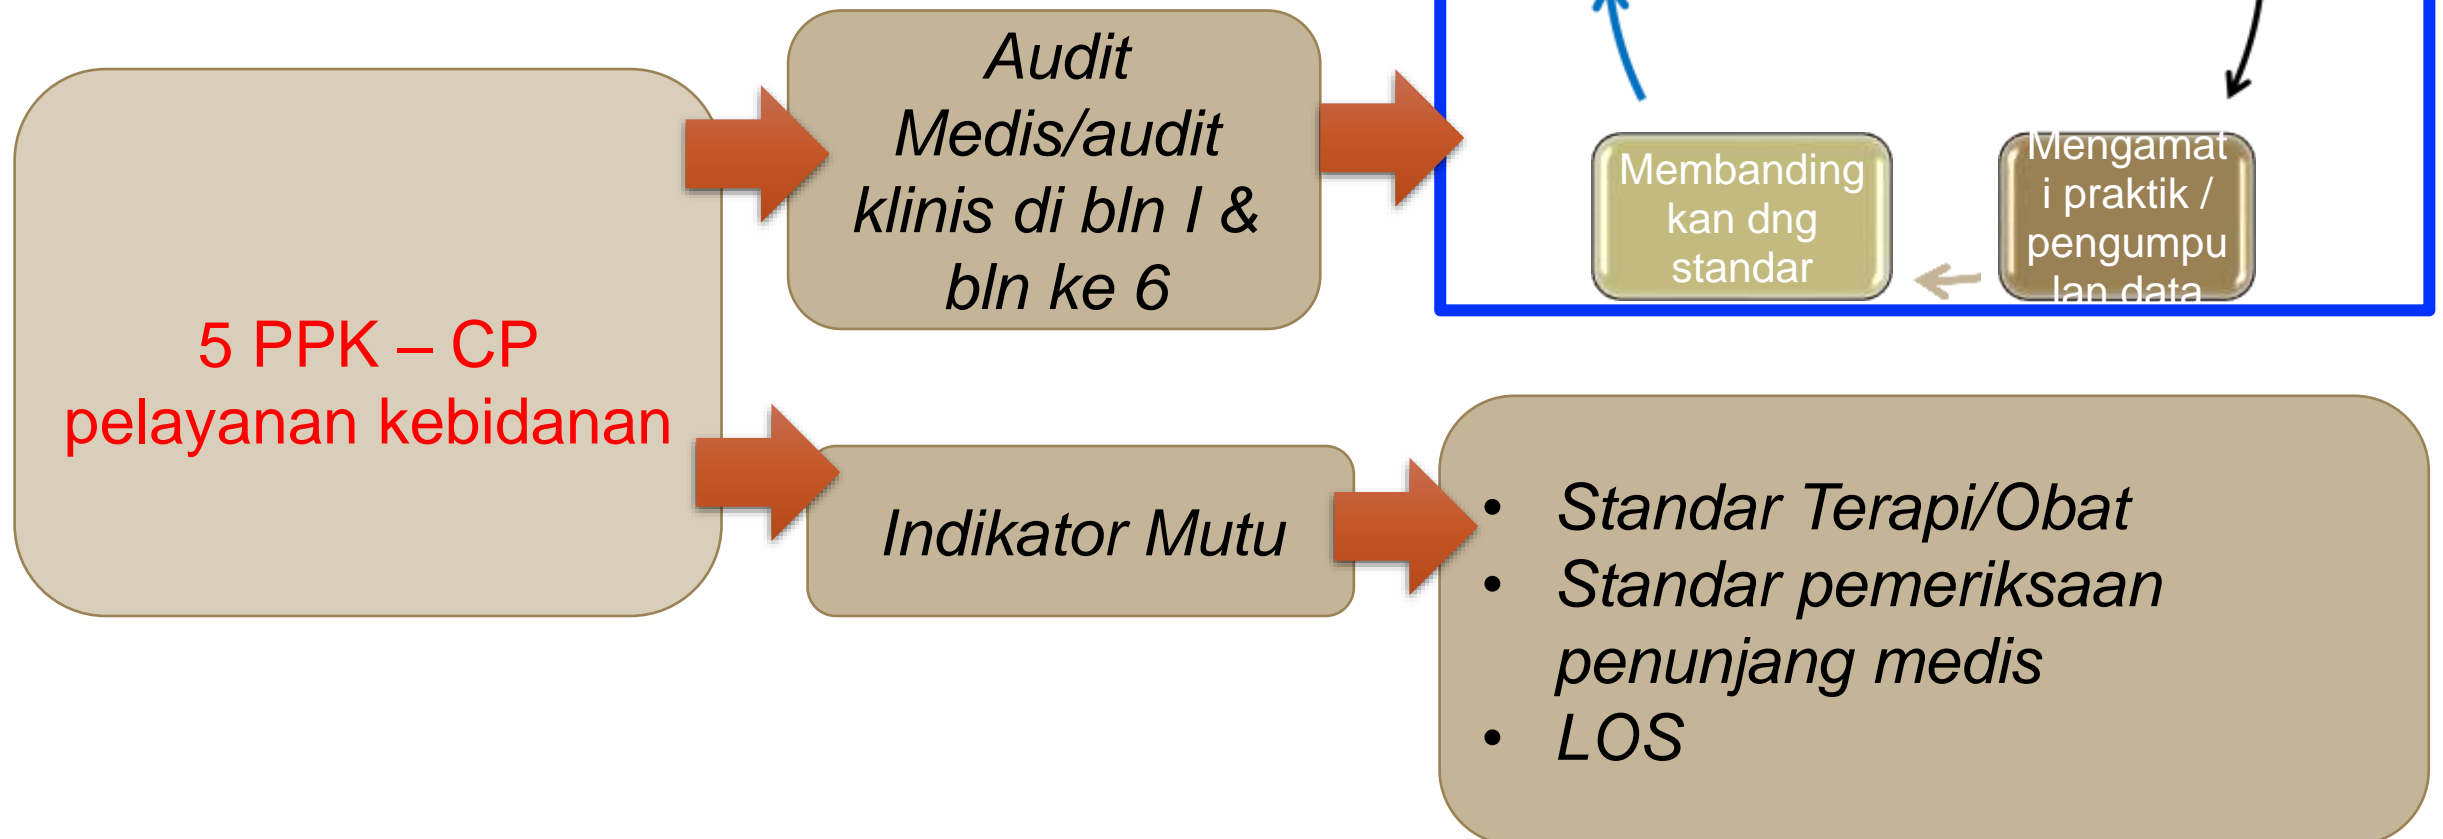 5 PPK – CP
pelayanan kebidanan
Audit
Medis/audit
klinis di bln I &
bln ke 6
Membanding
kan dng
standar
Mengamat
i praktik /
pengumpu
lan data
Indikator Mutu
• Standar Terapi/Obat
• Standar pemeriksaan
penunjang medis
• LOS